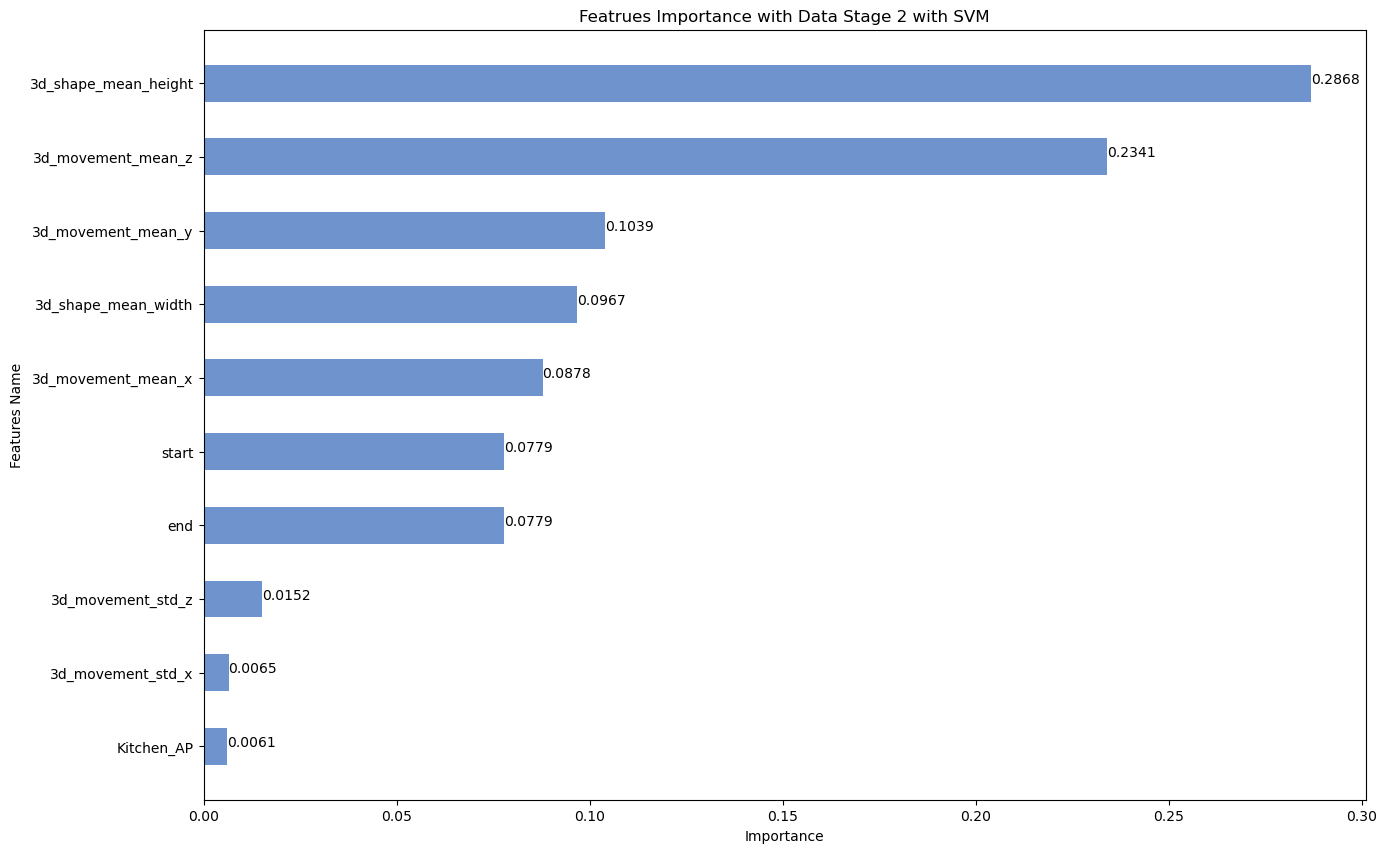 Featrues Importance with Data Stage 2 with SVM
3d_shape_mean_height
0.2868
3d_movement_mean_z
0.2341
3d_movement_mean_y
0.1039
3d_shape_mean_width
0.0967
3d_movement_mean_x
0.0878
start
0.0779
end
0.0779
3d_movement_std_z
0.0152
3d_movement_std_x
0.0065
Kitchen_AP
0.0061
Features Name
0.00 0.05 0.10 0.15 0.20 0.25 0.30
Importance